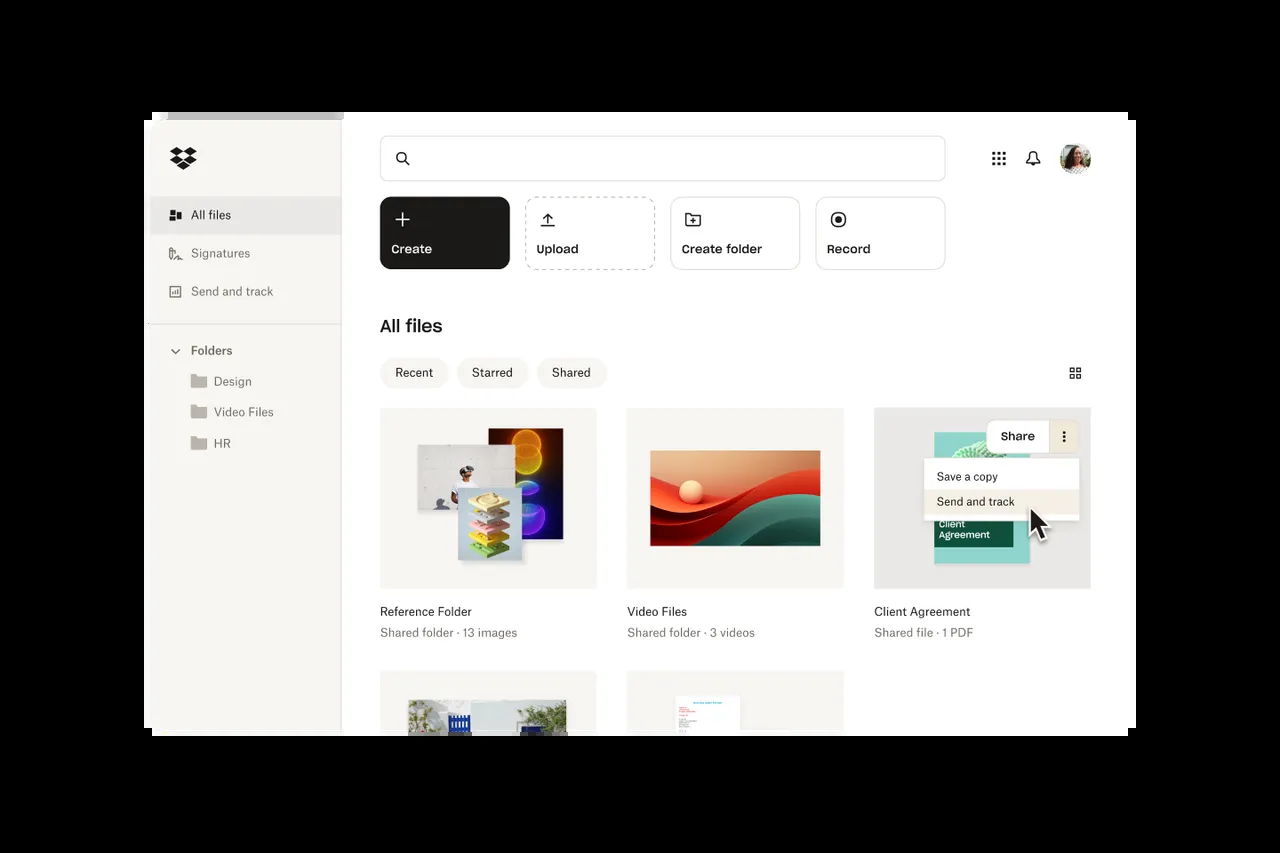 All files
Signatures
Send and track
Folders
Design
Video Files
HR
Create
Upload
Create folder
Record
All files
Recent
Starred
Shared
Share
Save a copy
Send and track
Client
Agreement
Reference Folder
Shared folder · 13 images
Video Files
Shared folder · 3 videos
Client Agreement
Shared file · 1 PDF